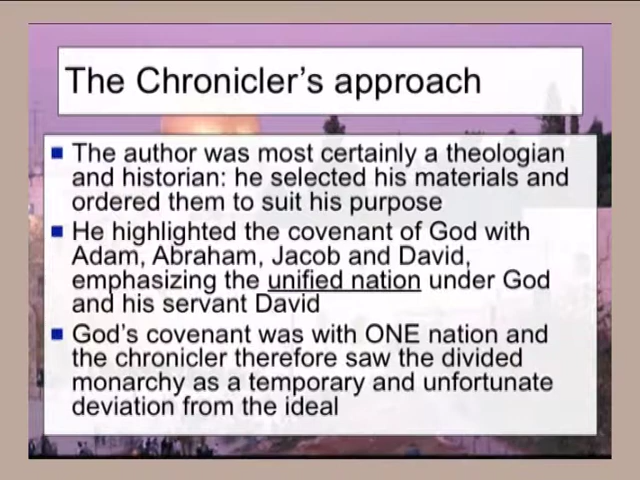 The Chronicler's approach
The author was most certainly a theologian
and historian: he selected his materials and
ordered them to suit his purpose
He highlighted the covenant of God with
Adam, Abraham, Jacob and David,
emphasizing the unified nation under God
and his servant David
God's covenant was with ONE nation and
the chronicler therefore saw the divided
monarchy as a temporary and unfortunate
deviation from the ideal